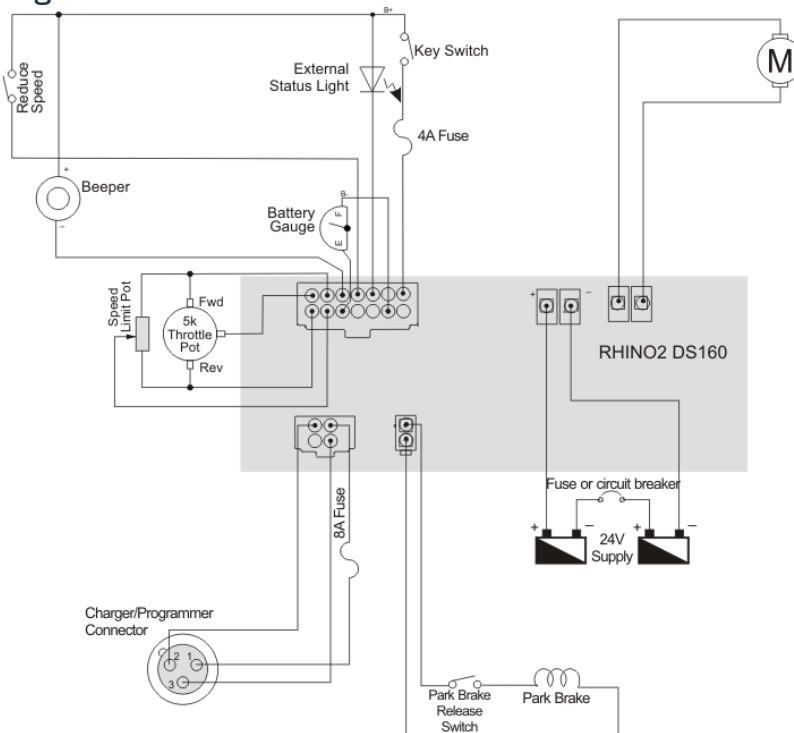 g
B+
Key Switch
External
Status Light
Reduce
Speed
4A Fuse
M
+
Beeper
–
B-
Battery
Gauge
F
E
Speed
Limit Pot
Fwd
5k
Throttle
Pot
Rev
+
–
RHINO2 DS160
Fuse or circuit breaker
+
–
24V
Supply
+
–
8A Fuse
Charger/Programmer
Connector
2
1
3
Park Brake
Release
Switch
Park Brake